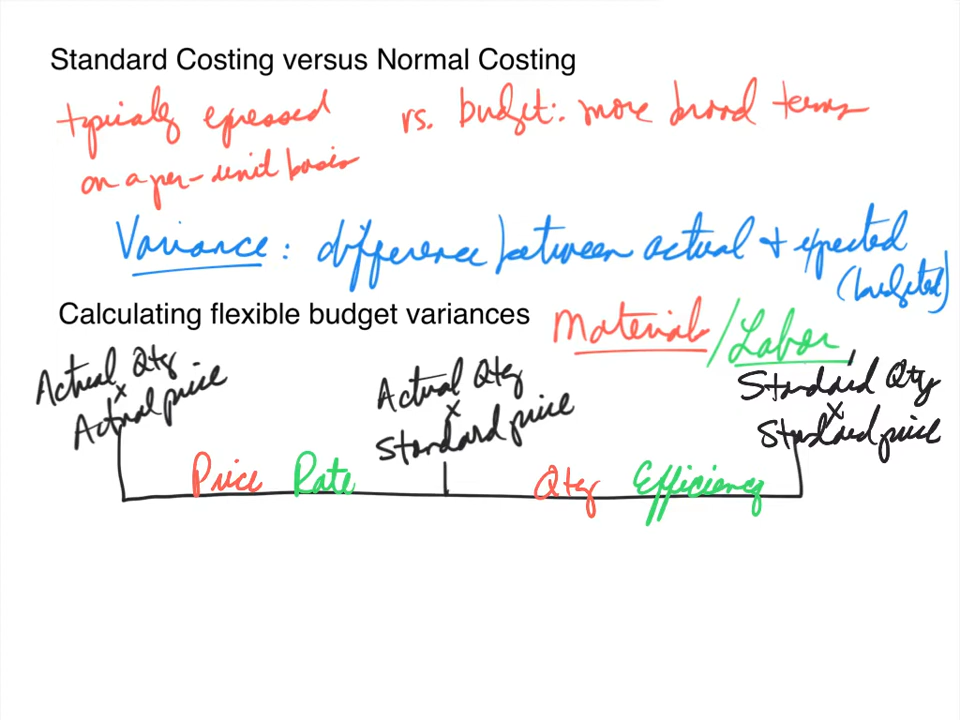 Standard Costing versus Normal Costing
typically epressed vs. budget: more broad terms
on a per-unit basis
Variance: difference between actual & expected
(budgeted)
Calculating flexible budget variances
Material/Labor
Actual Qty Actual Qty Standard Qty
x x x
Actual price Standard price Standard price
Price Rate Qty Efficiency